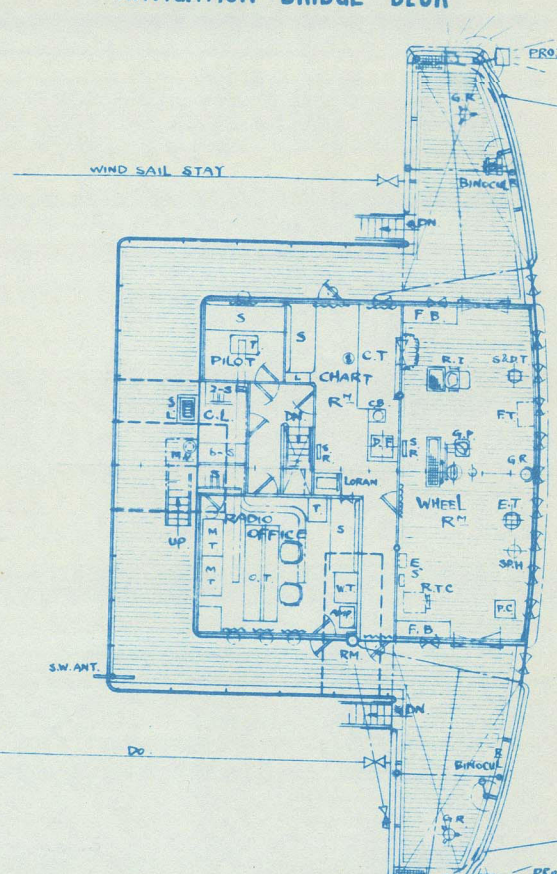 BRIDGE DECK
PRO
G.R
WIND SAIL STAY
BINOCUL
DN
F.B
S
S
T
PILOT
C.T
R.T
CHART
RM
L
C.L.
CB
F.T
D.F
S
R
S
R
G.P
G.R
LORAN
WHEEL
RM
E.T
RADIO
OFFICE
T
S
UP
M
T
M
T
C.T
W.T
E.
S.
R.T.C
SPH
P.C
F.B
RM
S.W. ANT.
DN
DO
BINOCUL
G.R